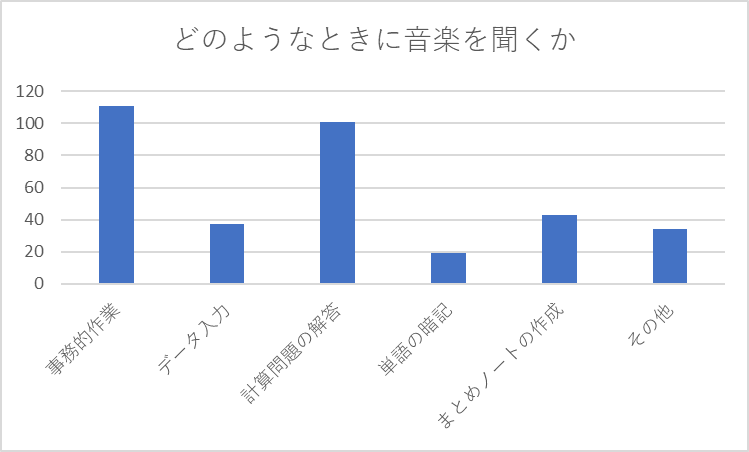 どのようなときに音楽を聞くか
120
100
80
60
40
20
0
事務的作業
データ入力
計算問題の解答
単語の暗記
まとめノートの作成
その他